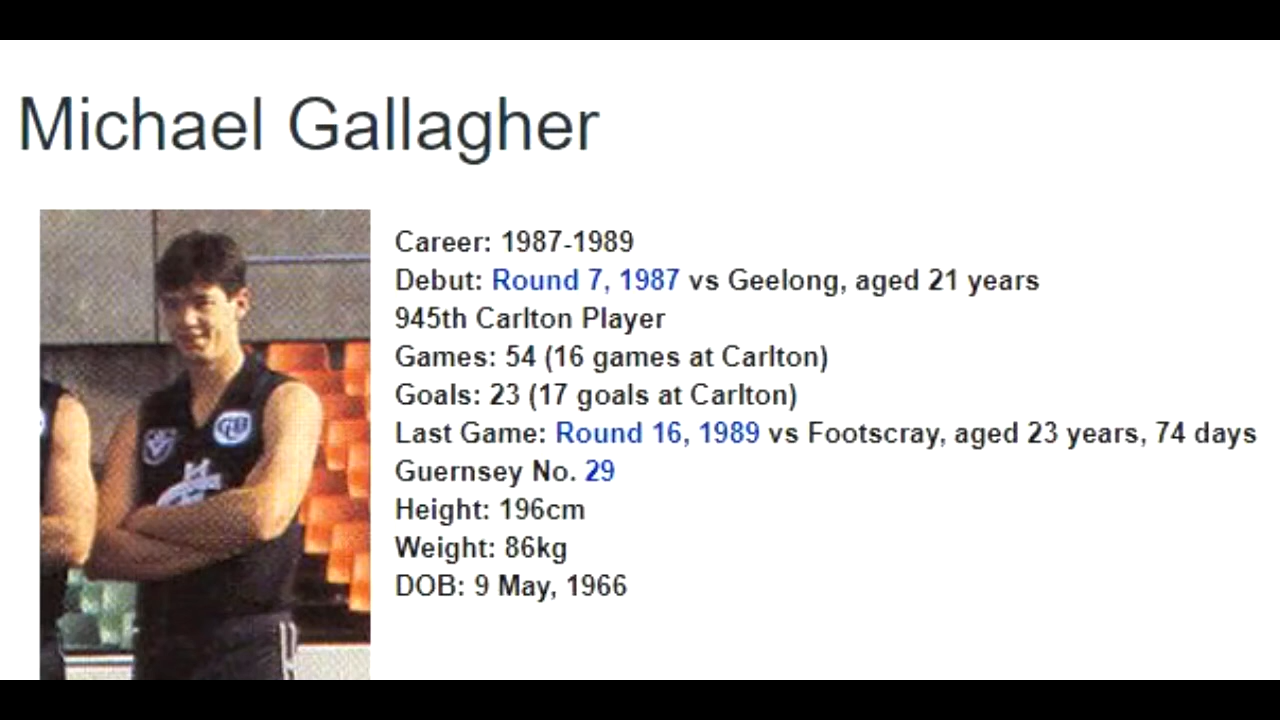 Michael Gallagher
Career: 1987-1989
Debut: Round 7, 1987 vs Geelong, aged 21 years
945th Carlton Player
Games: 54 (16 games at Carlton)
Goals: 23 (17 goals at Carlton)
Last Game: Round 16, 1989 vs Footscray, aged 23 years, 74 days
Guernsey No. 29
Height: 196cm
Weight: 86kg
DOB: 9 May, 1966